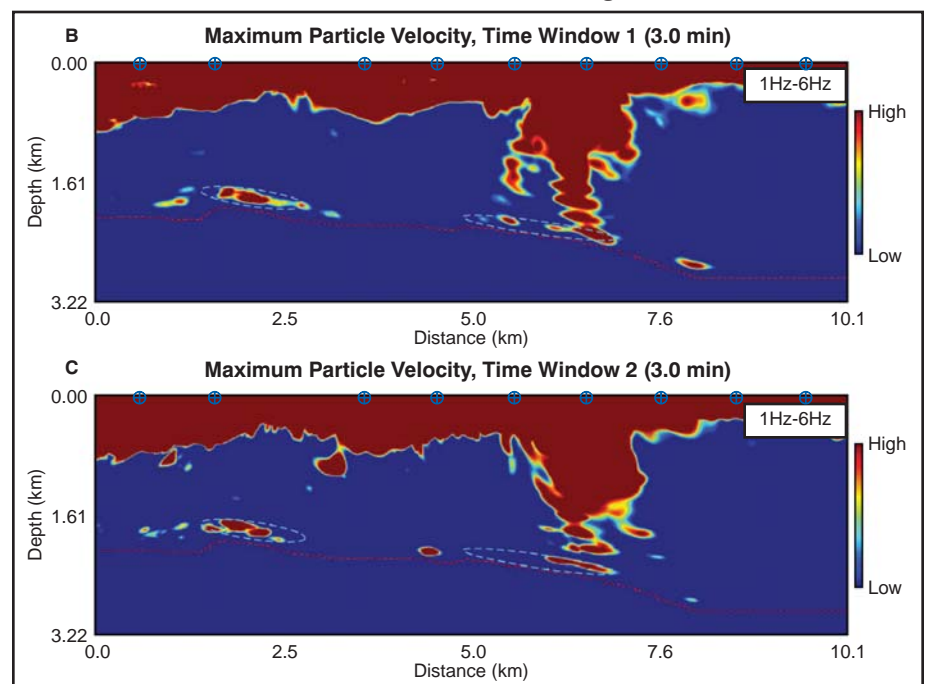 B
Maximum Particle Velocity, Time Window 1 (3.0 min)
0.00
1Hz-6Hz
High
Depth (km)
1.61
Low
3.22
0.0
2.5
5.0
7.6
10.1
Distance (km)
C
Maximum Particle Velocity, Time Window 2 (3.0 min)
0.00
1Hz-6Hz
High
Depth (km)
1.61
Low
3.22
0.0
2.5
5.0
7.6
10.1
Distance (km)